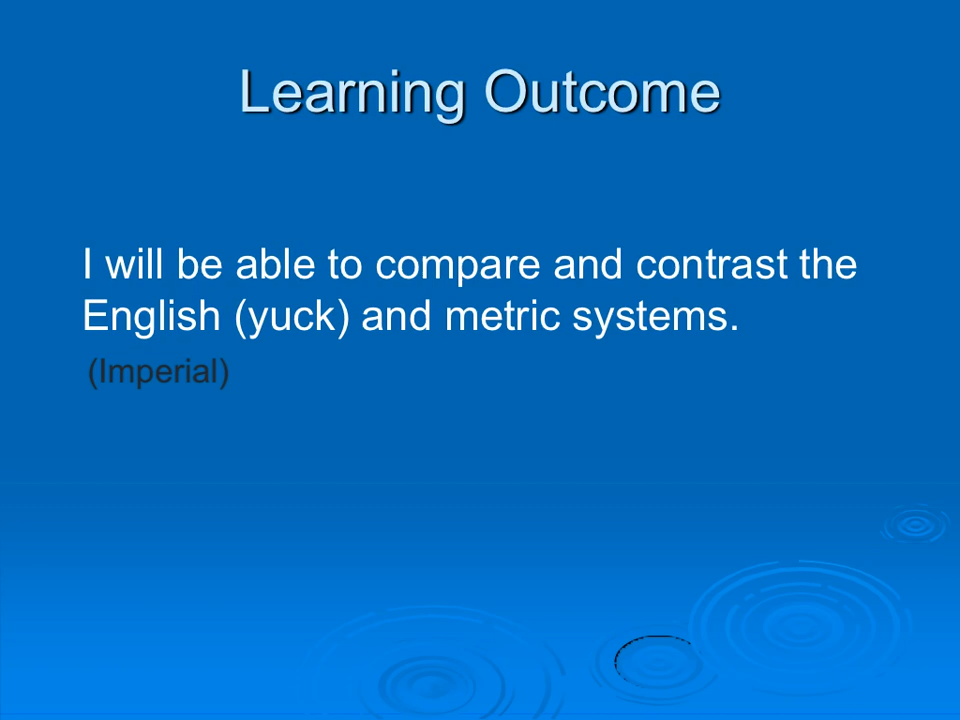 Learning Outcome
I will be able to compare and contrast the
English (yuck) and metric systems.
(Imperial)